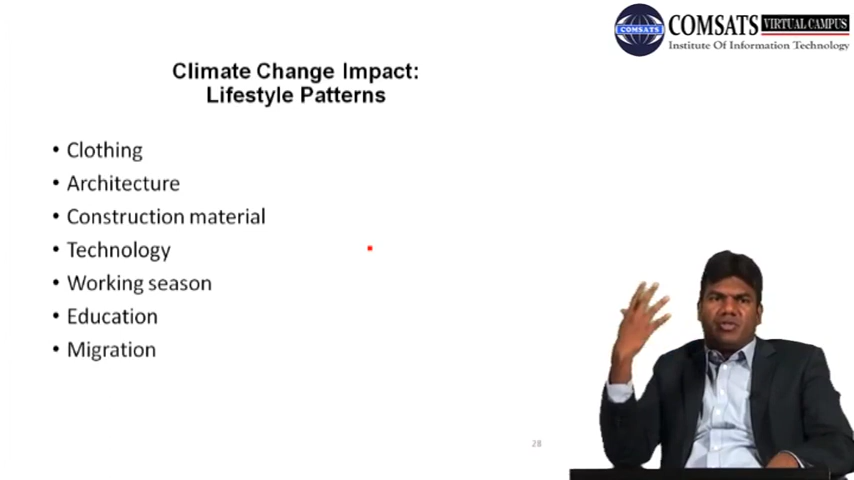 COMSATS
COMSATS VIRTUAL CAMPUS
Institute Of Information Technology
Climate Change Impact:
Lifestyle Patterns
• Clothing
• Architecture
• Construction material
• Technology
• Working season
• Education
• Migration
28